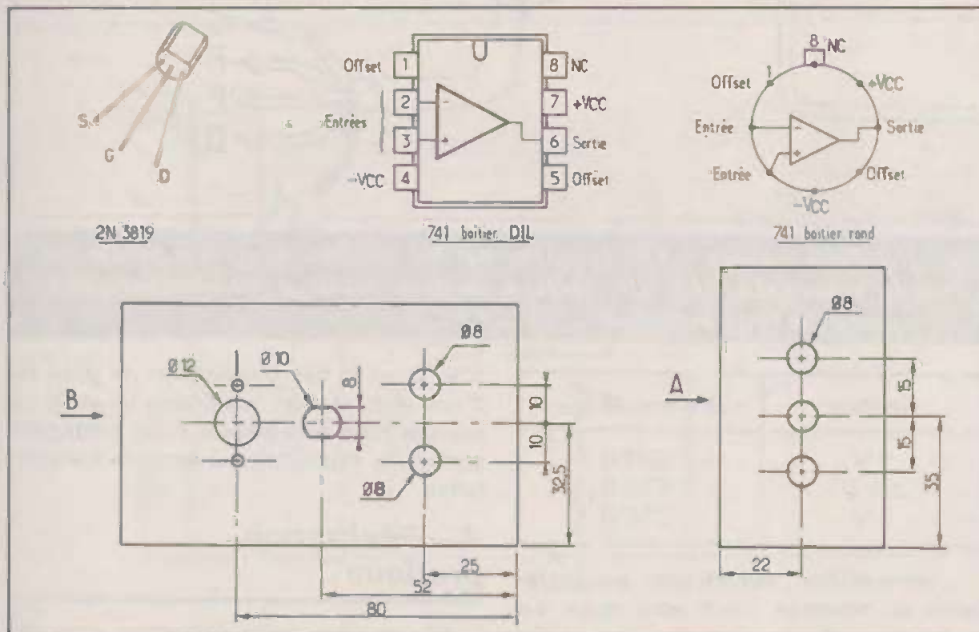 S
G
D
2N 3819
Offset 1
8 NC
2
Entrées
7 +VCC
3
6 Sortie
-VCC 4
5 Offset
741 boitier DIL
8 NC
Offset 1
+VCC
Entrée
Sortie
Entrée
Offset
-VCC
741 boitier rond
B
Ø12
Ø10
8
Ø8
10
10
Ø8
32,5
25
52
80
A
Ø8
15
15
35
22